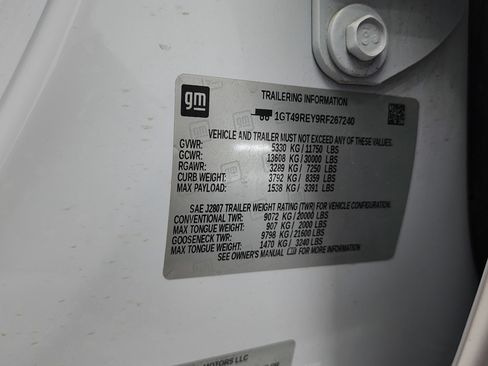 gm
TRAILERING INFORMATION
1GT49REY9RF267240
VEHICLE AND TRAILER MUST NOT EXCEED ANY OF THESE RATINGS
GVWR: 5330 KG / 11750 LBS
GCWR: 13608 KG / 30000 LBS
RGAWR: 3289 KG / 7250 LBS
CURB WEIGHT: 3792 KG / 8359 LBS
MAX PAYLOAD: 1538 KG / 3391 LBS
SAE J2807 TRAILER WEIGHT RATING (TWR) FOR VEHICLE CONFIGURATION:
CONVENTIONAL TWR: 9072 KG / 20000 LBS
MAX TONGUE WEIGHT: 907 KG / 2000 LBS
GOOSENECK TWR: 9798 KG / 21600 LBS
MAX TONGUE WEIGHT: 1470 KG / 3240 LBS
SEE OWNER'S MANUAL FOR MORE INFORMATION
MOTORS LLC